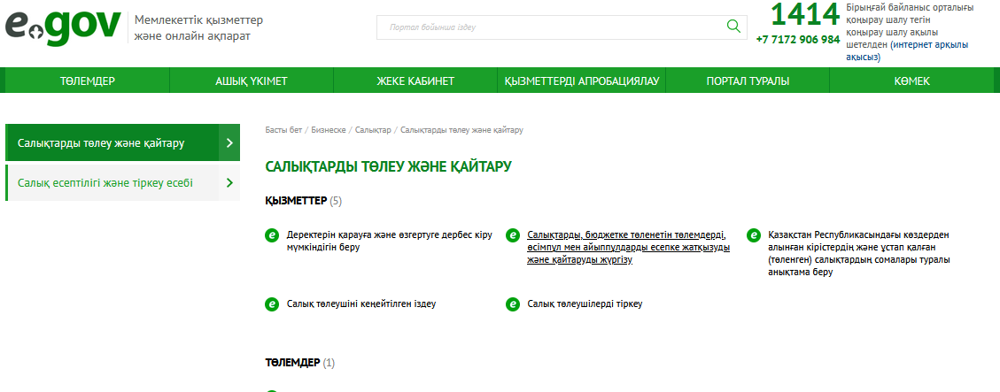 e.gov
Мемлекеттік қызметтер
және онлайн ақпарат
Портал байынша іздеу
1414
+7 7172 906 984
Бірыңғай байланыс орталығы
қоңырау шалу тегін
қоңырау шалу ақылы
шетелден (интернет арқылы
ақысыз)
ТӨЛЕМДЕР
АШЫҚ ҮКІМЕТ
ЖЕКЕ КАБИНЕТ
ҚЫЗМЕТТЕРДІ АПРОБАЦИЯЛАУ
ПОРТАЛ ТУРАЛЫ
КӨМЕК
Салықтарды төлеу және қайтару
Салық есептілігі және тіркеу есебі
Басты бет / Бизнеске / Салықтар / Салықтарды төлеу және қайтару
САЛЫҚТАРДЫ ТӨЛЕУ ЖӘНЕ ҚАЙТАРУ
ҚЫЗМЕТТЕР (5)
Деректерін қарауға және өзгертуге дербес кіру
мүмкіндігін беру
Салықтарды, бюджетке төленетін төлемдерді,
өсімпұл мен айыппұлдарды есепке жатқызуды
және қайтаруды жүргізу
Қазақстан Республикасындағы көздерден
алынған кірістердің және ұстап қалған
(төленген) салықтардың сомалары туралы
анықтама беру
Салық төлеушіні кеңейтілген іздеу
Салық төлеушілерді тіркеу
ТӨЛЕМДЕР (1)